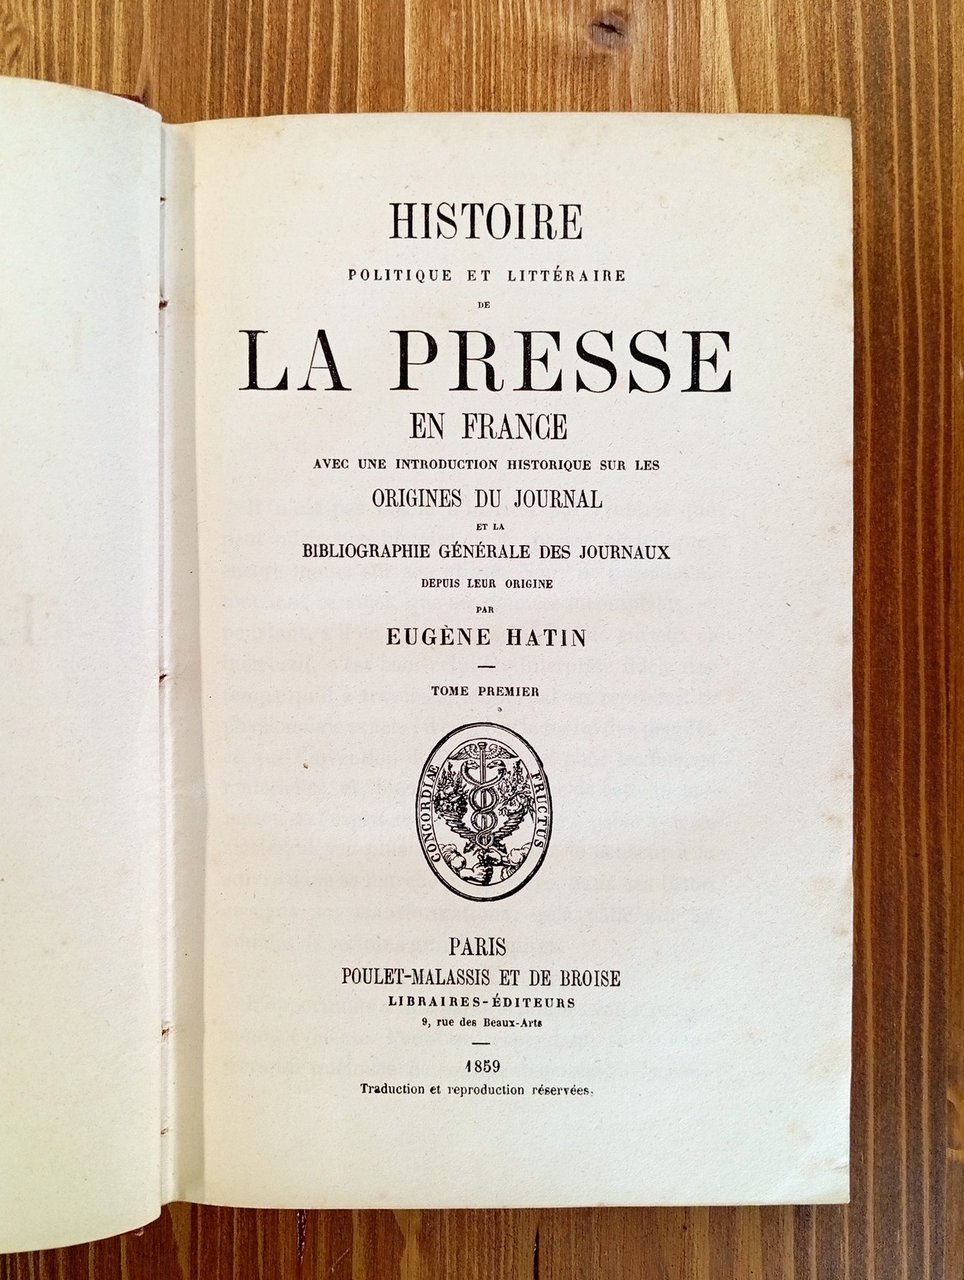 HISTOIRE
POLITIQUE ET LITTÉRAIRE
DE
LA PRESSE
EN FRANCE
AVEC UNE INTRODUCTION HISTORIQUE SUR LES
ORIGINES DU JOURNAL
ET LA
BIBLIOGRAPHIE GÉNÉRALE DES JOURNAUX
DEPUIS LEUR ORIGINE
PAR
EUGÈNE HATIN
TOME PREMIER
CONCORDIÆ FRUCTUS
PARIS
POULET-MALASSIS ET DE BROISE
LIBRAIRES-ÉDITEURS
9, rue des Beaux-Arts
1859
Traduction et reproduction réservées.